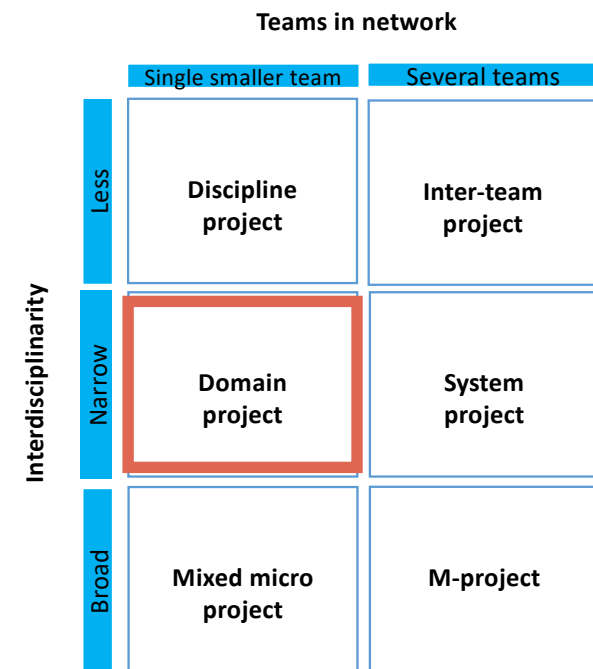 Teams in network
Single smaller team
Several teams
Interdisciplinarity
Less
Discipline
project
Inter-team
project
Narrow
Domain
project
System
project
Broad
Mixed micro
project
M-project